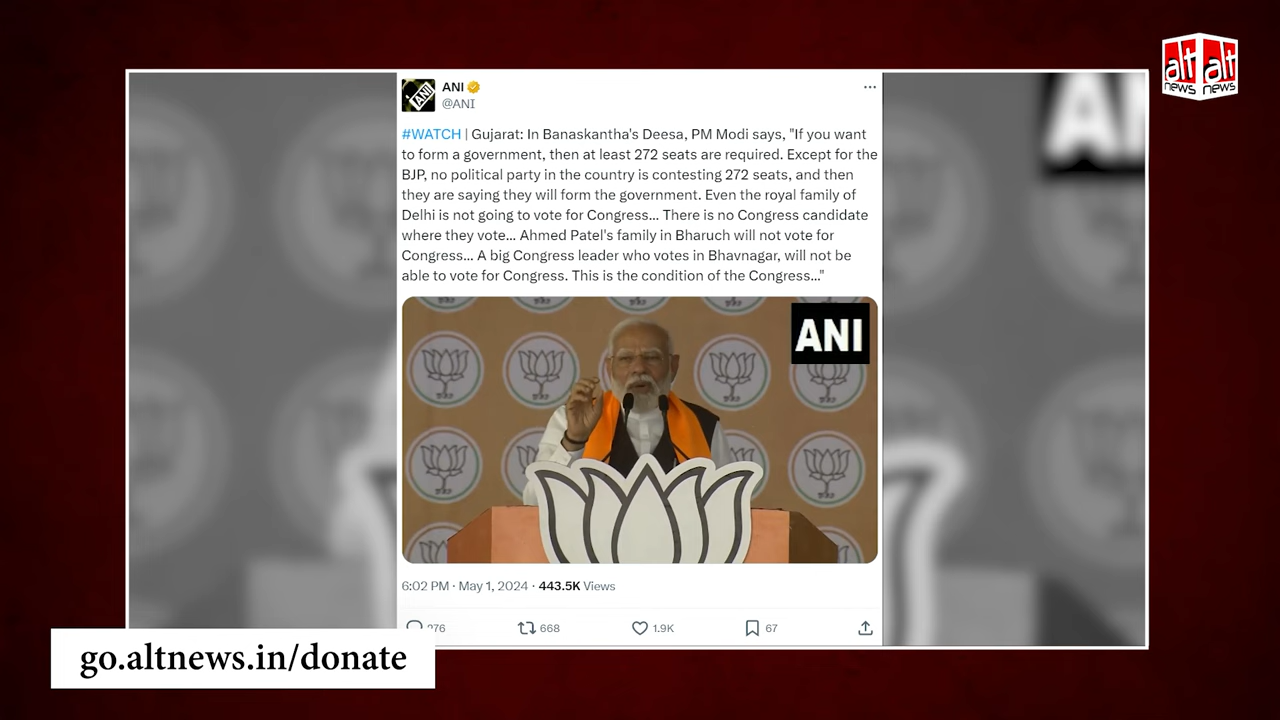 ANI
@ANI
#WATCH | Gujarat: In Banaskantha's Deesa, PM Modi says, "If you want
to form a government, then at least 272 seats are required. Except for the
BJP, no political party in the country is contesting 272 seats, and then
they are saying they will form the government. Even the royal family of
Delhi is not going to vote for Congress... There is no Congress candidate
where they vote... Ahmed Patel's family in Bharuch will not vote for
Congress... A big Congress leader who votes in Bhavnagar, will not be
able to vote for Congress. This is the condition of the Congress..."
ANI
6:02 PM · May 1, 2024 · 443.5K Views
276 668 1.9K 67
go.altnews.in/donate
alt news alt news
ANI
ANI